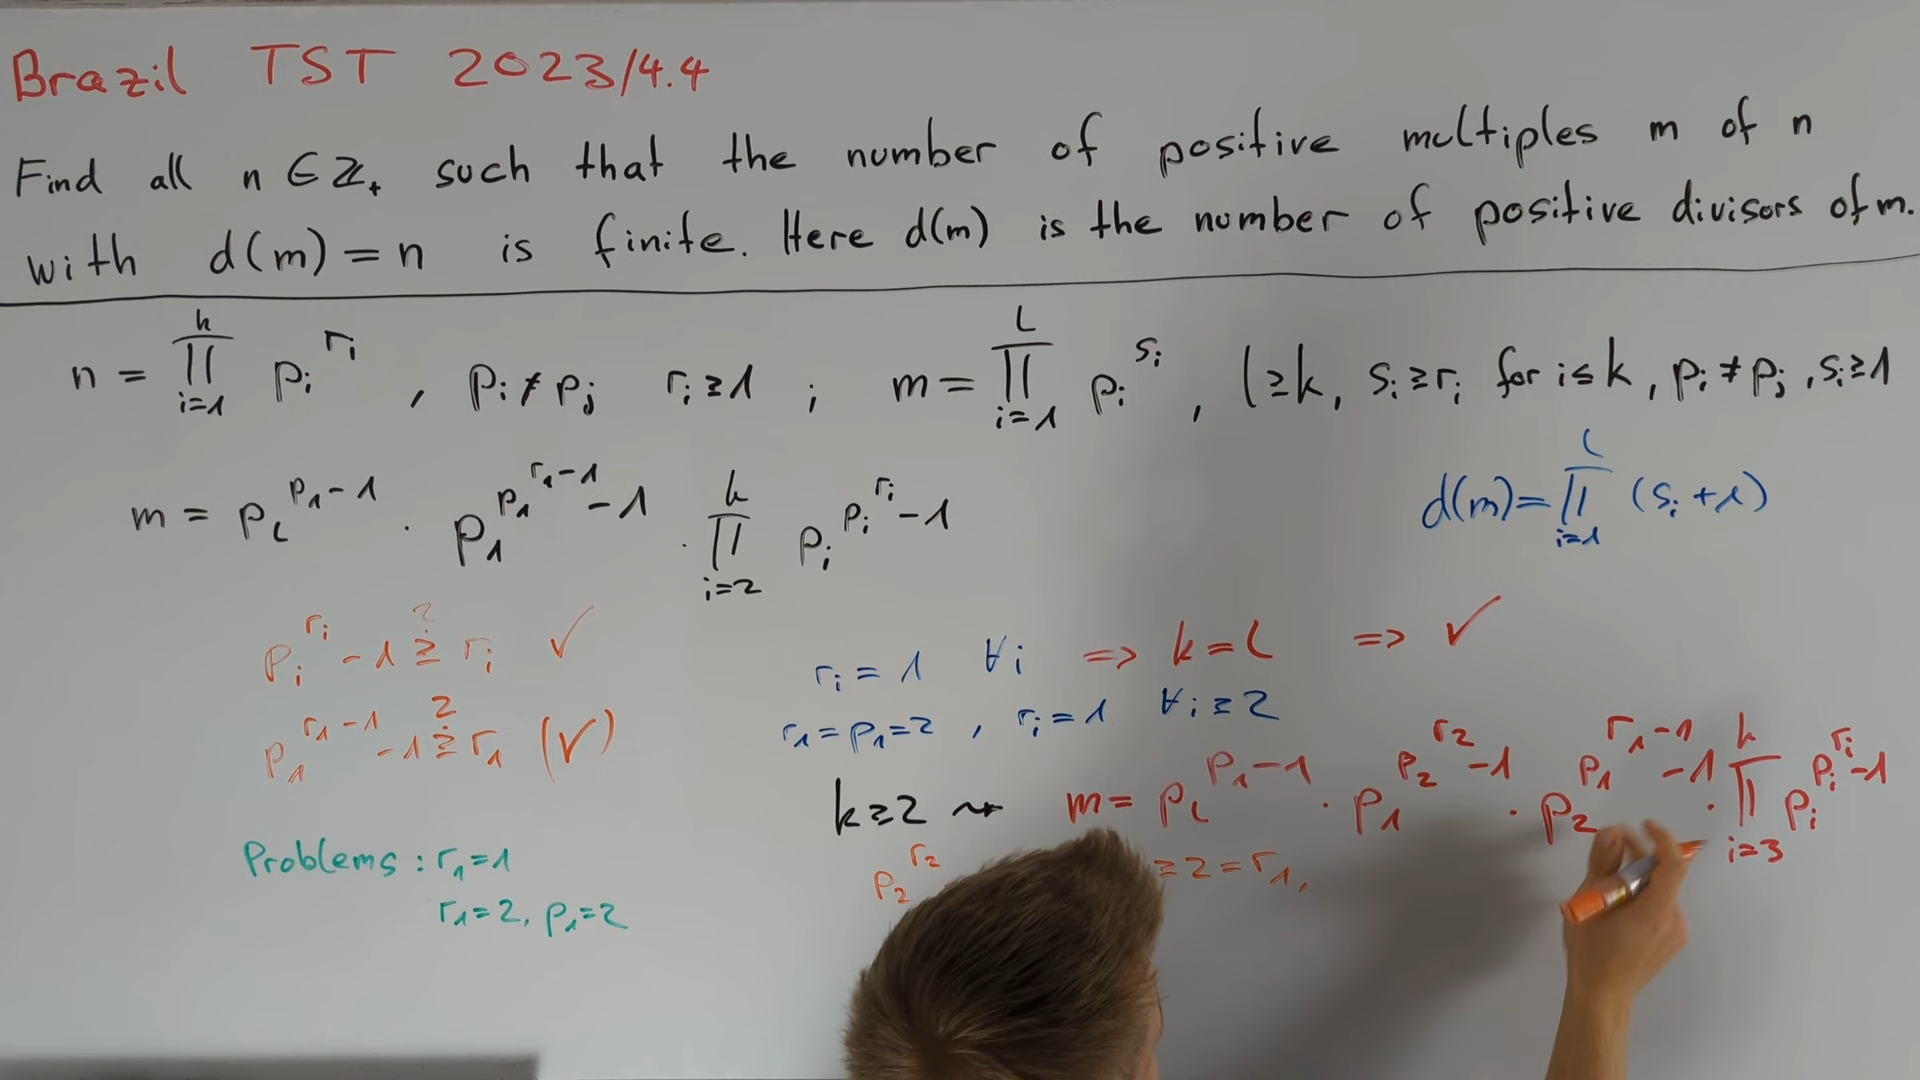 Brazil TST 2023/4.4
Find all n ∈ ℤ₊ such that the number of positive multiples m of n
with d(m) = n is finite. Here d(m) is the number of positive divisors of m.
n = ∏_{i=1}^{k} p_i^{r_i} , p_i ≠ p_j r_i ≥ 1 ; m = ∏_{i=1}^{l} p_i^{s_i} , l ≥ k, s_i ≥ r_i for i ≤ k, p_i ≠ p_j, s_i ≥ 1
m = p_l^{p_1-1} · p_1^{p_1^{r_1-1}-1} · ∏_{i=2}^{k} p_i^{p_i^{r_i}-1}
d(m) = ∏_{i=1}^{l} (s_i + 1)
p_i^{r_i} - 1 ≥? r_i ✓
p_1^{r_1-1} - 1 ≥? r_1 (✓)
Problems : r_1 = 1
r_1 = 2, p_1 = 2
r_i = 1 ∀i => k = l => ✓
r_1 = p_1 = 2 , r_i = 1 ∀i ≥ 2
k ≥ 2 ⇝ m = p_l^{p_1-1} · p_1^{p_2^{r_2}-1} · p_2^{p_1^{r_1-1}-1} · ∏_{i=3}^{k} p_i^{p_i^{r_i}-1}
p_2^{r_2} ≥ 2 = r_1,